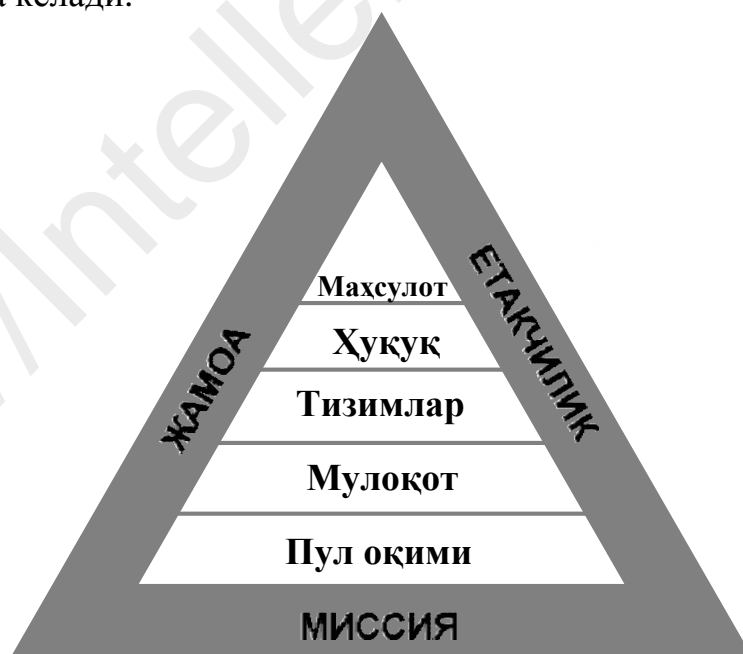 келади.
Маҳсулот
Ҳуқуқ
Тизимлар
Мулоқот
Пул оқими
ЖАМОА
ЕТАКЧИЛИК
МИССИЯ